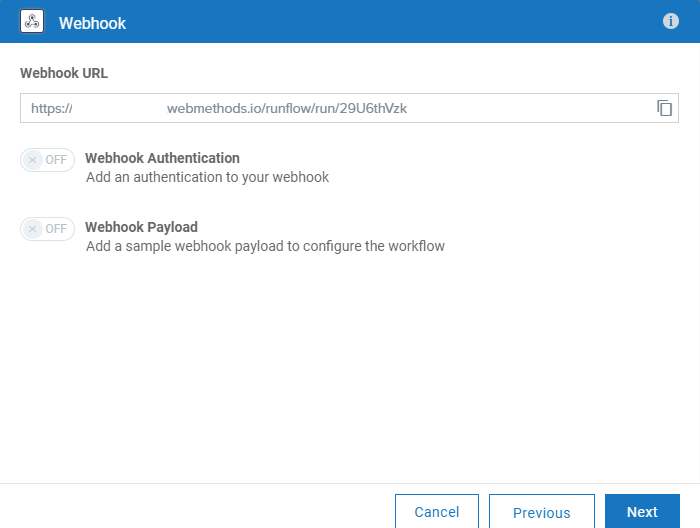 Webhook
Webhook URL
https:// webmethods.io/runflow/run/29U6thVzk
OFF Webhook Authentication
Add an authentication to your webhook
OFF Webhook Payload
Add a sample webhook payload to configure the workflow
Cancel Previous Next